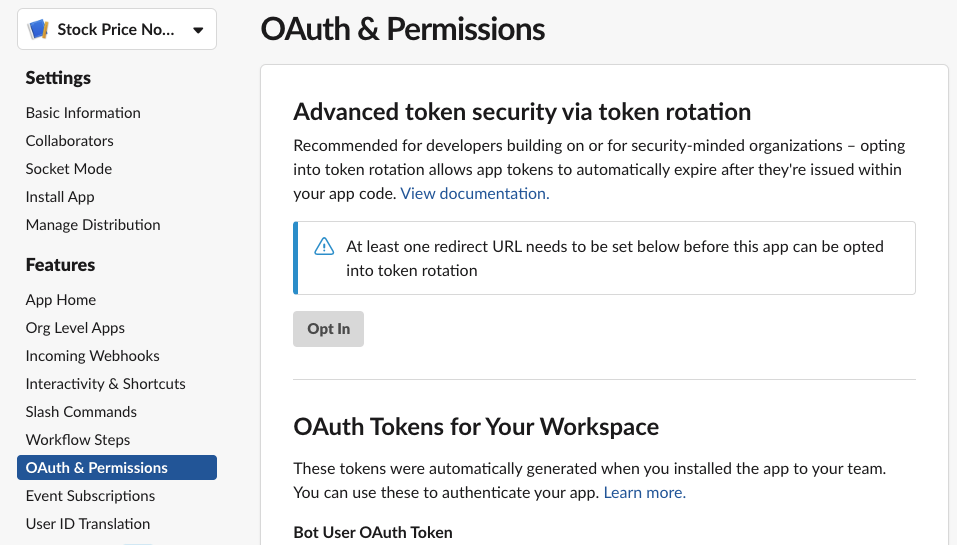 Stock Price No...
Settings
Basic Information
Collaborators
Socket Mode
Install App
Manage Distribution
Features
App Home
Org Level Apps
Incoming Webhooks
Interactivity & Shortcuts
Slash Commands
Workflow Steps
OAuth & Permissions
Event Subscriptions
User ID Translation
OAuth & Permissions
Advanced token security via token rotation
Recommended for developers building on or for security-minded organizations – opting
into token rotation allows app tokens to automatically expire after they're issued within
your app code. View documentation.
At least one redirect URL needs to be set below before this app can be opted
into token rotation
Opt In
OAuth Tokens for Your Workspace
These tokens were automatically generated when you installed the app to your team.
You can use these to authenticate your app. Learn more.
Bot User OAuth Token